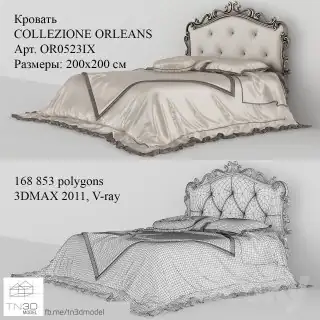 Кровать
COLLEZIONE ORLEANS
Арт. OR0523IX
Размеры: 200x200 см
168 853 polygons
3DMAX 2011, V-ray
TN3D
MODEL
fb.me/tn3dmodel